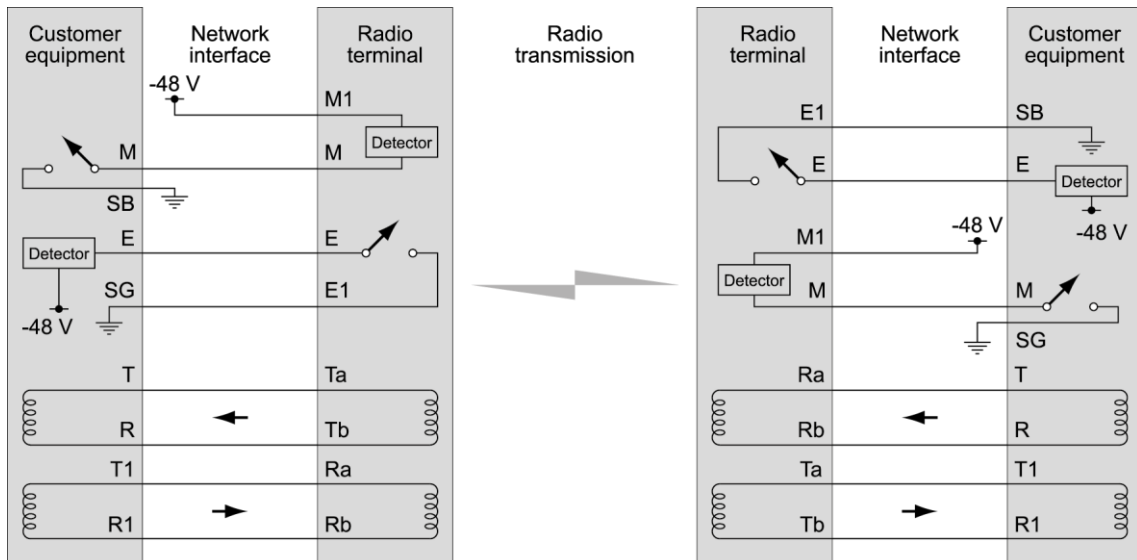 Customer equipment
Network interface
Radio terminal
Radio transmission
Radio terminal
Network interface
Customer equipment
-48 V
M1
Detector
M
M
SB
E
E
Detector
SG
E1
-48 V
T
Ta
R
Tb
T1
Ra
R1
Rb
E1
SB
E
E
Detector
-48 V
-48 V
M1
Detector
M
M
SG
Ra
T
Rb
R
Ta
T1
Tb
R1